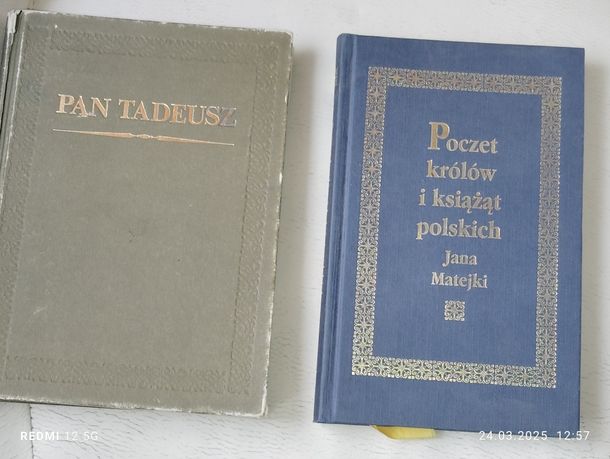 PAN TADEUSZ
Poczet
królów
i książąt
polskich
Jana
Matejki
REDMI 12 5G
24.03.2025 12:57